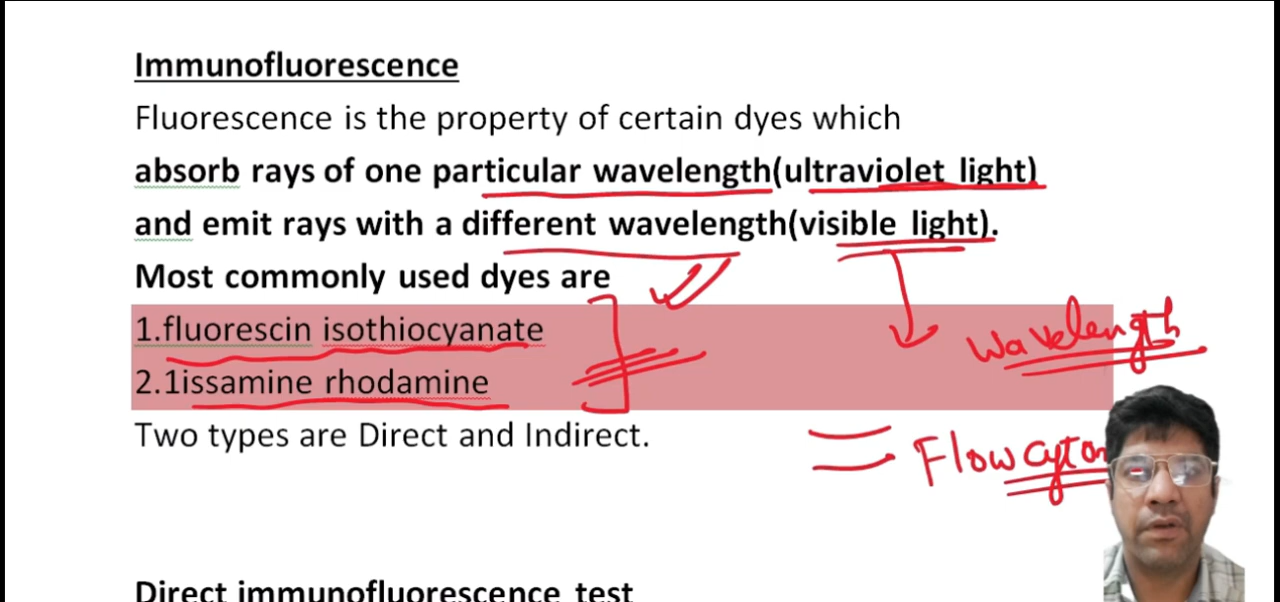 Immunofluorescence
Fluorescence is the property of certain dyes which
absorb rays of one particular wavelength(ultraviolet light)
and emit rays with a different wavelength(visible light).
Most commonly used dyes are
1.fluorescin isothiocyanate
Wavelength
2.1issamine rhodamine
Two types are Direct and Indirect.
Flow
Direct immunofluorescence test